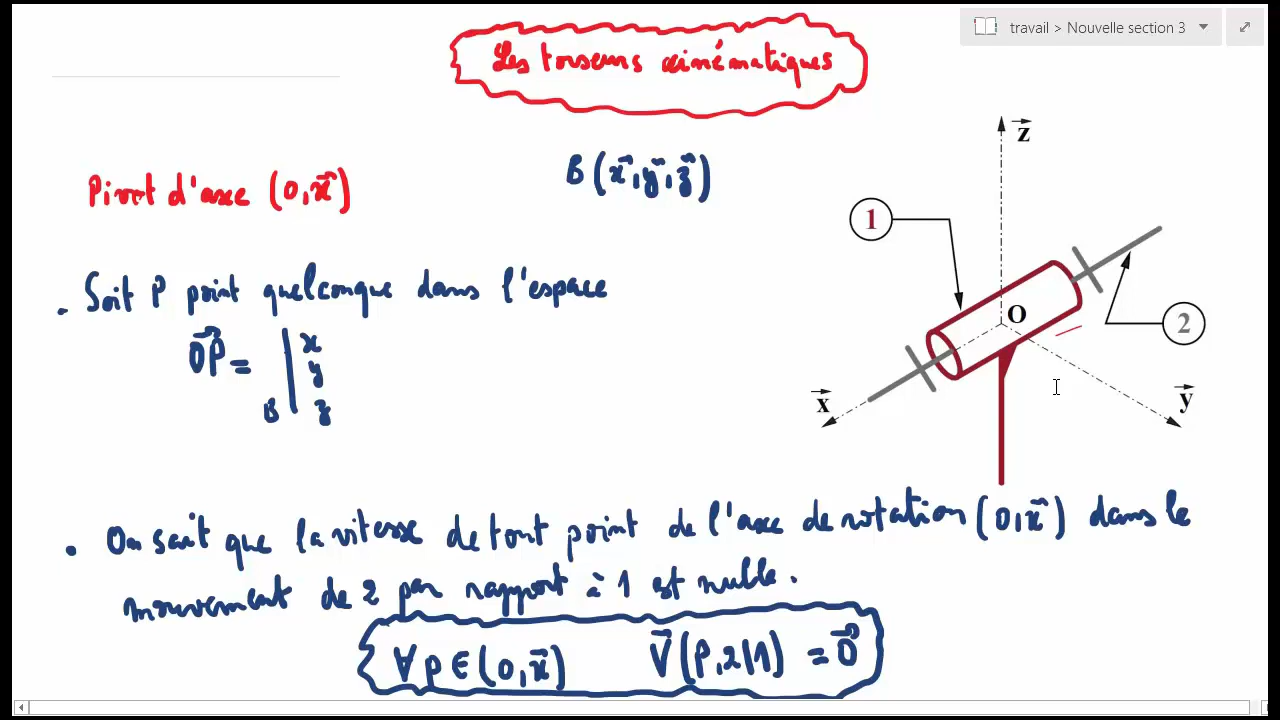 travail > Nouvelle section 3
Les torseurs cinématiques
Pivot d'axe (O, x⃗)
B(x⃗, y⃗, z⃗)
z⃗
1
. Soit P point quelconque dans l'espace
O
2
OP⃗ =
x
y
B z
x⃗
y⃗
. On sait que la vitesse de tout point de l'axe de rotation (O, x⃗) dans le
mouvement de 2 par rapport à 1 est nulle.
∀ P ∈ (O, x⃗) V⃗(P, 2/1) = 0⃗